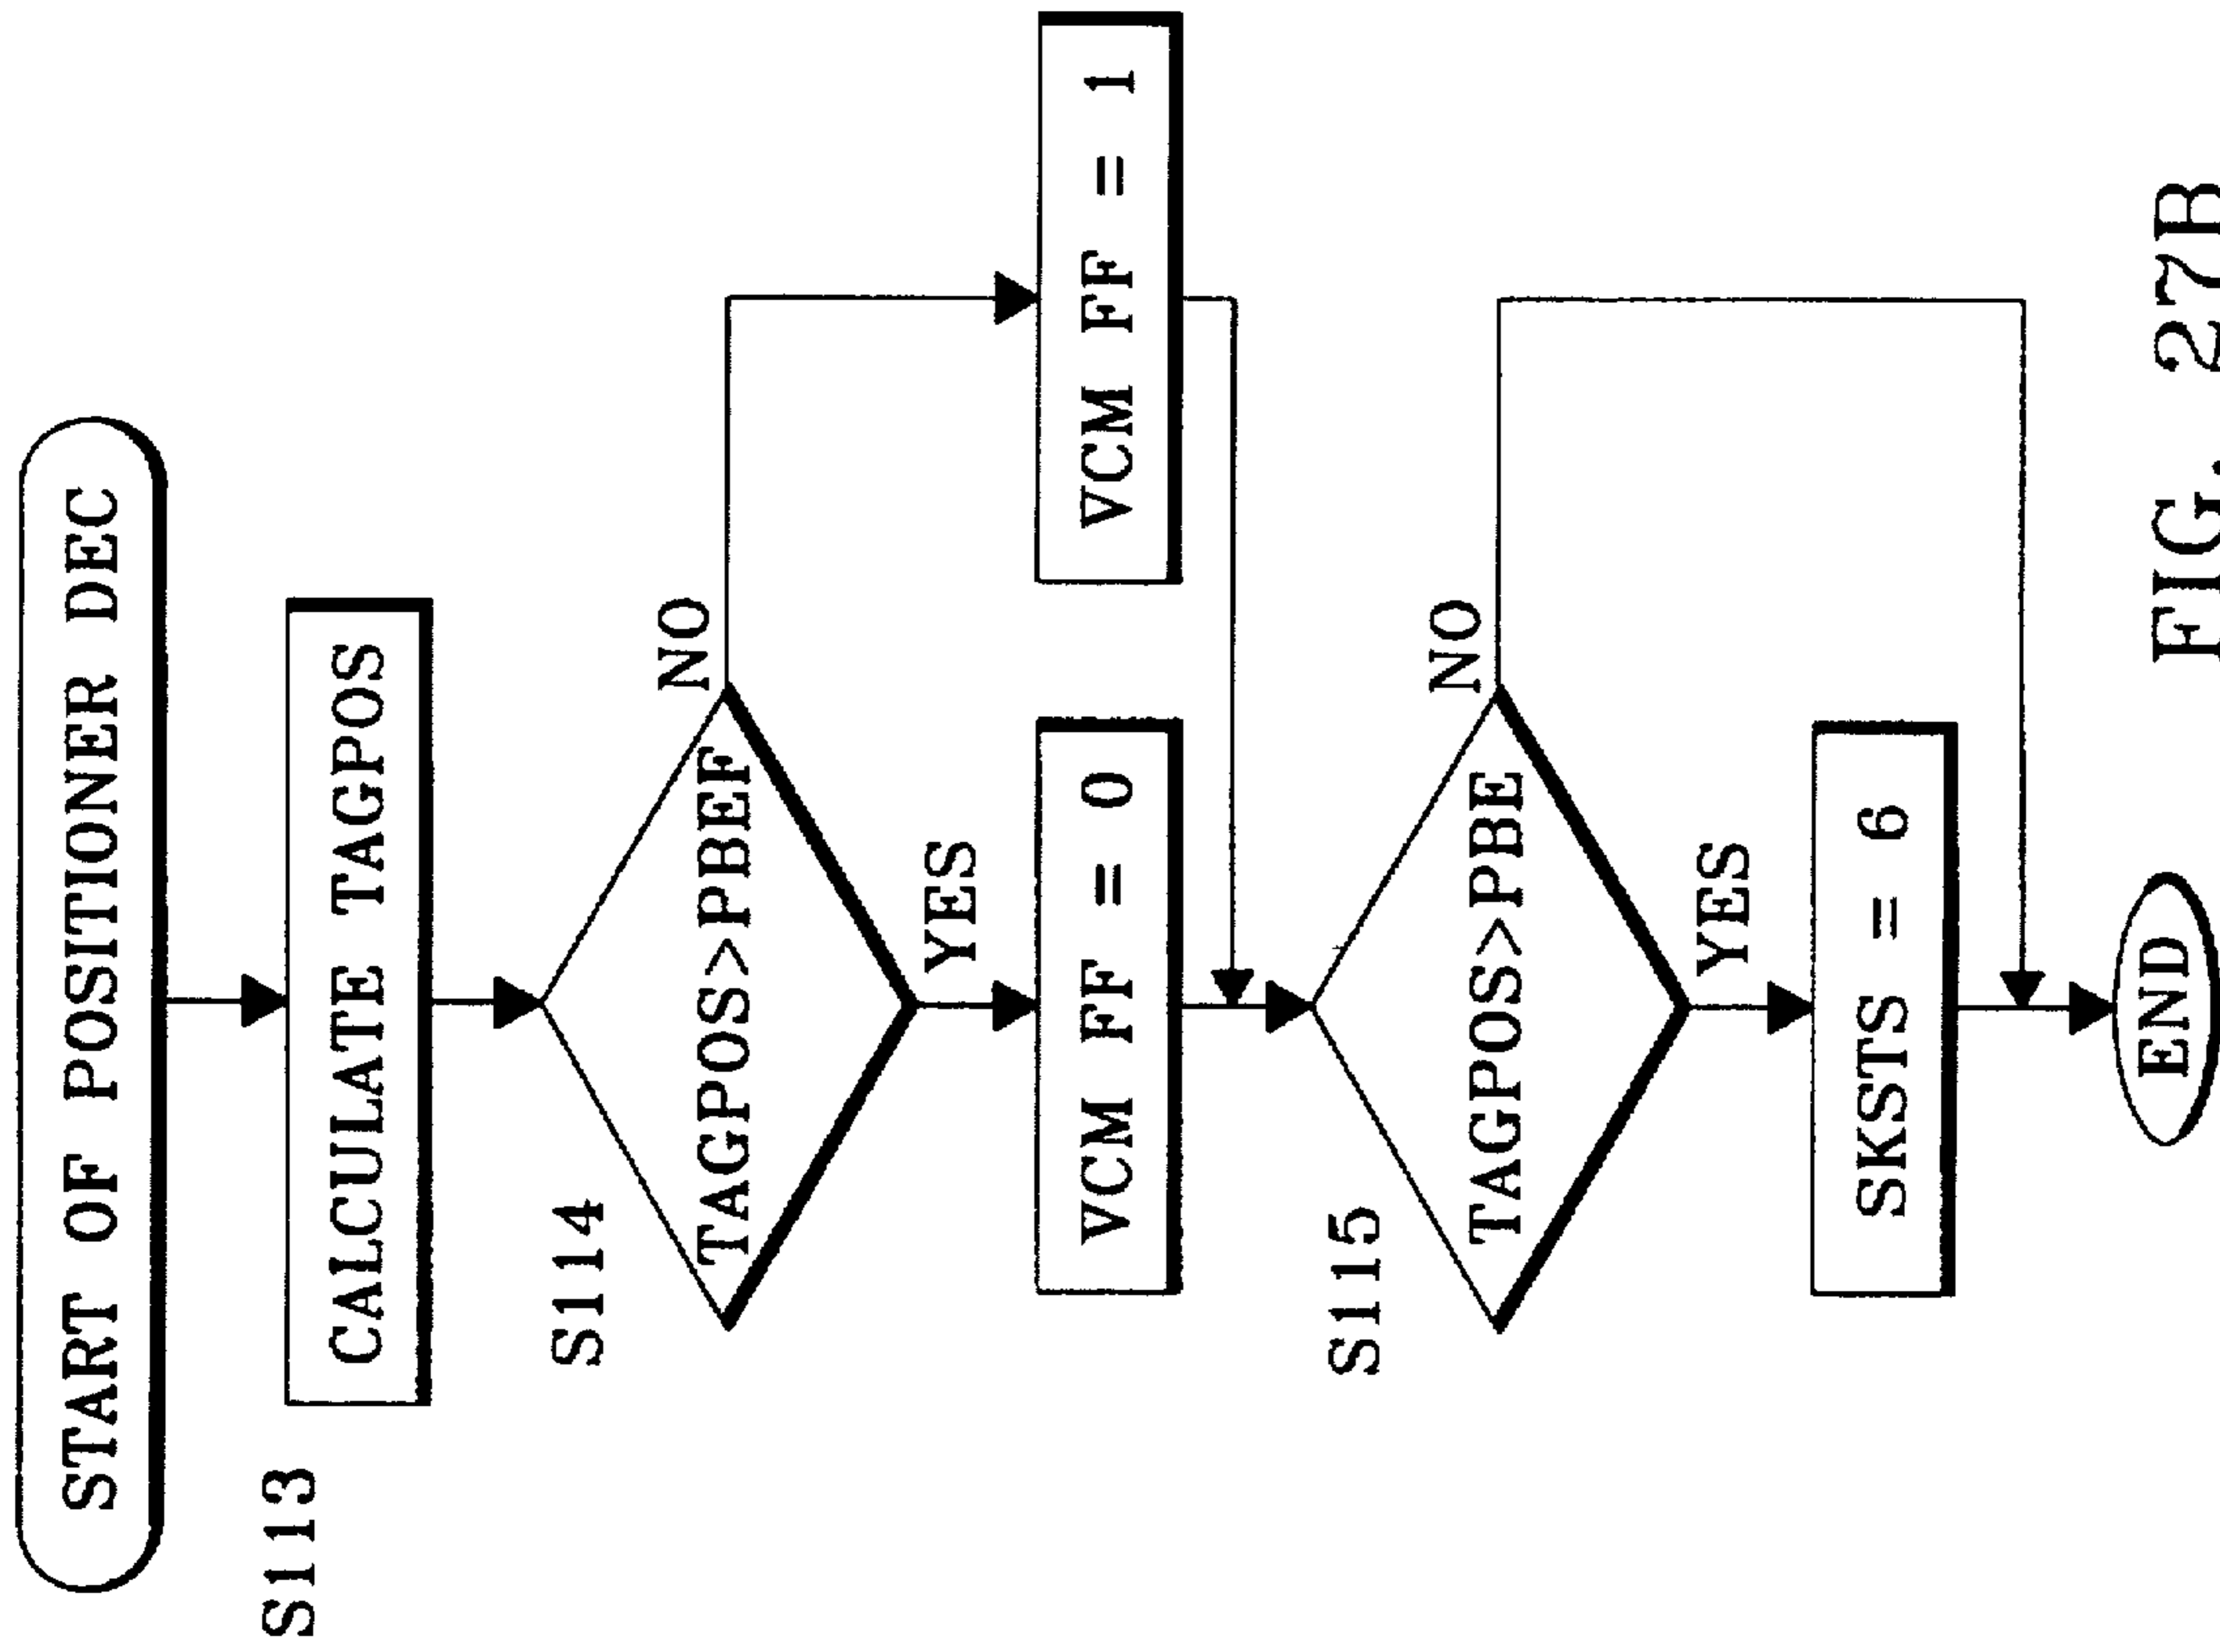 START OF POSITIONER DEC
S113
CALCULATE TAGPOS
S114
TAGPOS>PBEF
NO
YES
VCM FF = 0
VCM FF = 1
S115
TAGPOS>PBE
NO
YES
SKSTS = 6
END
FIG. 27B